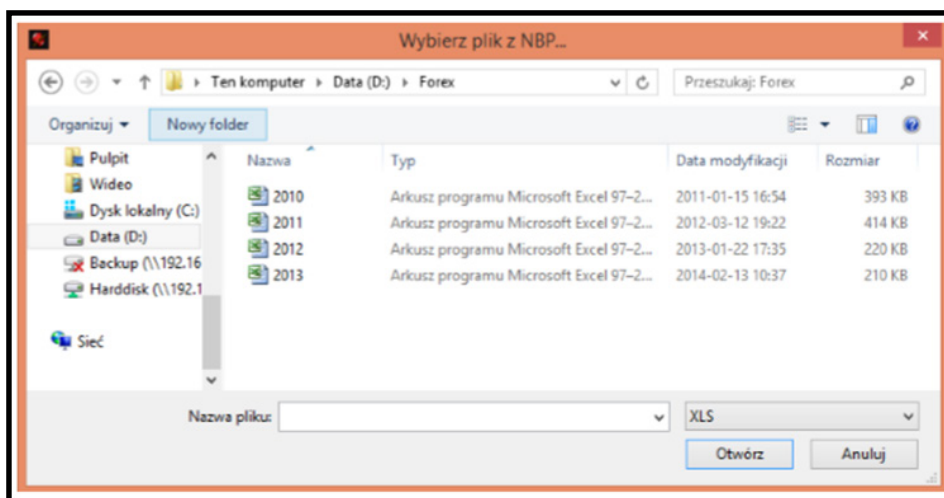 Wybierz plik z NBP...
Ten komputer Data (D:) Forex Przeszukaj: Forex
Organizuj Nowy folder
Pulpit
Wideo
Dysk lokalny (C:)
Data (D:)
Backup (\\192.16
Harddisk (\\192.1
Sieć
Nazwa Typ Data modyfikacji Rozmiar
2010 Arkusz programu Microsoft Excel 97–2... 2011-01-15 16:54 393 KB
2011 Arkusz programu Microsoft Excel 97–2... 2012-03-12 19:22 414 KB
2012 Arkusz programu Microsoft Excel 97–2... 2013-01-22 17:35 220 KB
2013 Arkusz programu Microsoft Excel 97–2... 2014-02-13 10:37 210 KB
Nazwa pliku: XLS
Otwórz Anuluj